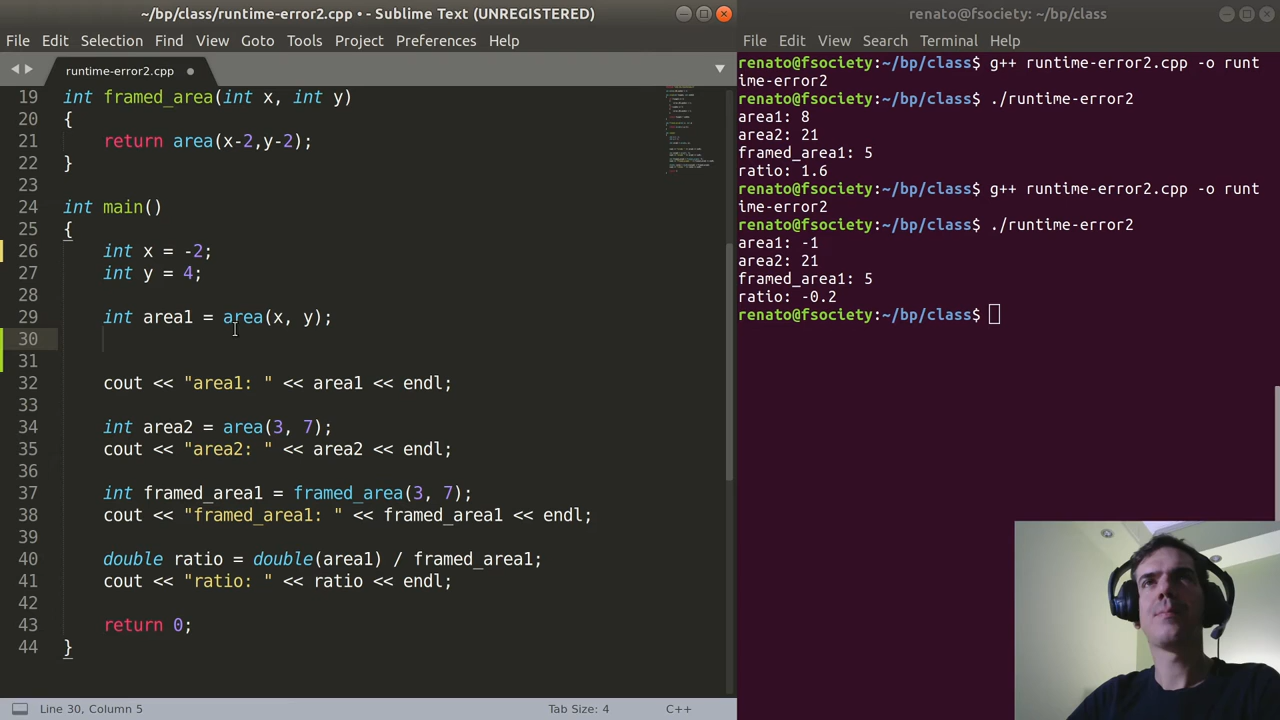 ~/bp/class/runtime-error2.cpp • - Sublime Text (UNREGISTERED)
File Edit Selection Find View Goto Tools Project Preferences Help
runtime-error2.cpp
19 int framed_area(int x, int y)
20 {
21 return area(x-2,y-2);
22 }
23
24 int main()
25 {
26 int x = -2;
27 int y = 4;
28
29 int area1 = area(x, y);
30
31
32 cout << "area1: " << area1 << endl;
33
34 int area2 = area(3, 7);
35 cout << "area2: " << area2 << endl;
36
37 int framed_area1 = framed_area(3, 7);
38 cout << "framed_area1: " << framed_area1 << endl;
39
40 double ratio = double(area1) / framed_area1;
41 cout << "ratio: " << ratio << endl;
42
43 return 0;
44 }
Line 30, Column 5
Tab Size: 4
C++
renato@fsociety: ~/bp/class
File Edit View Search Terminal Help
renato@fsociety:~/bp/class$ g++ runtime-error2.cpp -o runt
ime-error2
renato@fsociety:~/bp/class$ ./runtime-error2
area1: 8
area2: 21
framed_area1: 5
ratio: 1.6
renato@fsociety:~/bp/class$ g++ runtime-error2.cpp -o runt
ime-error2
renato@fsociety:~/bp/class$ ./runtime-error2
area1: -1
area2: 21
framed_area1: 5
ratio: -0.2
renato@fsociety:~/bp/class$